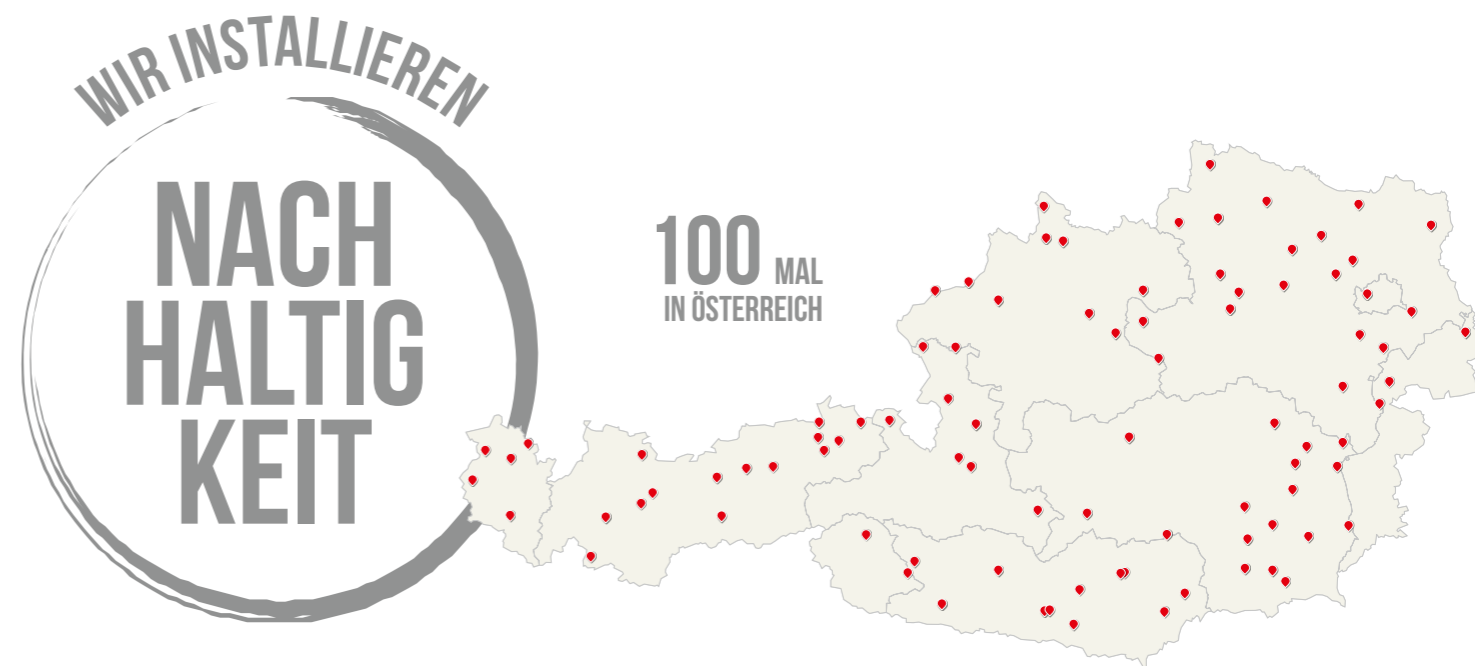 WIR INSTALLIEREN
NACH
HALTIG
KEIT
100 MAL
IN ÖSTERREICH